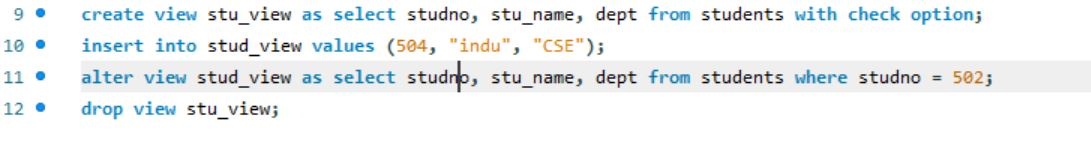 9 create view stu_view as select studno, stu_name, dept from students with check option;
10 insert into stud_view values (504, "indu", "CSE");
11 alter view stud_view as select studno, stu_name, dept from students where studno = 502;
12 drop view stu_view;